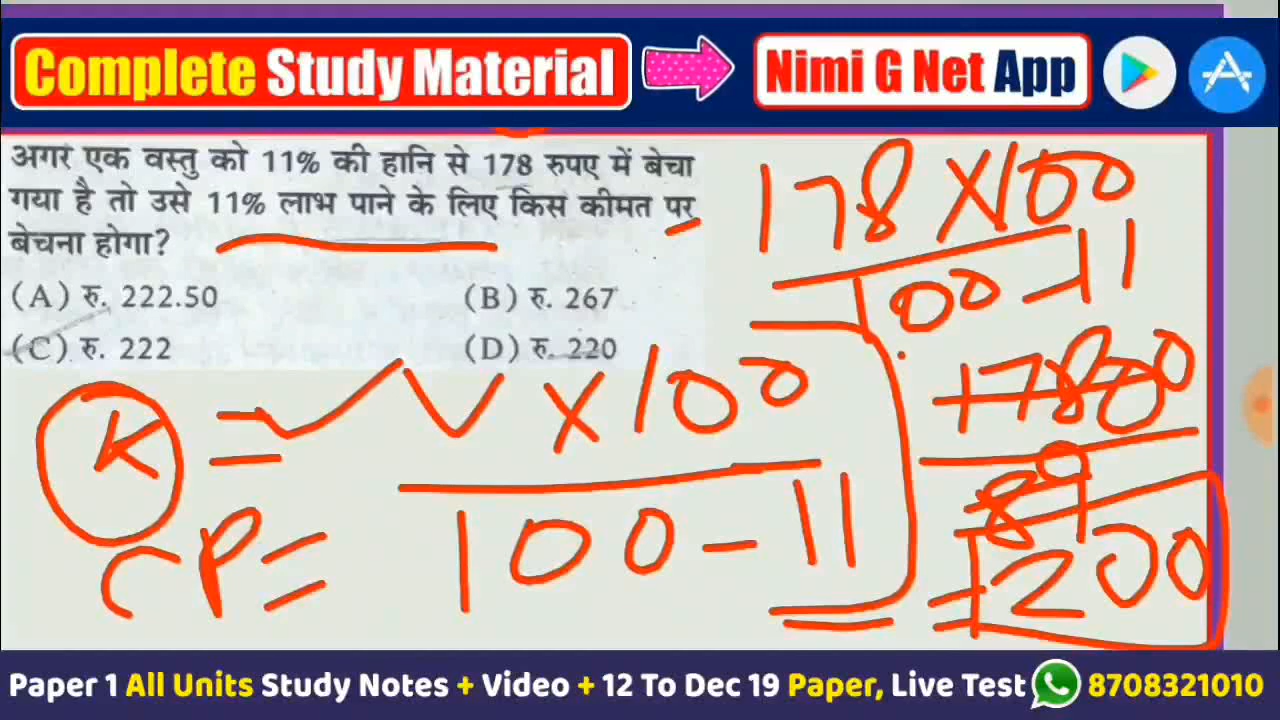 Complete Study Material
Nimi G Net App
अगर एक वस्तु को 11% की हानि से 178 रुपए में बेचा
गया है तो उसे 11% लाभ पाने के लिए किस कीमत पर
बेचना होगा?
(A) रु. 222.50
(B) रु. 267
(C) रु. 222
(D) रु. 220
178 X100
100-11
17800
89
=200
= X100
100-11
CP=
Paper 1 All Units Study Notes + Video + 12 To Dec 19 Paper, Live Test 8708321010